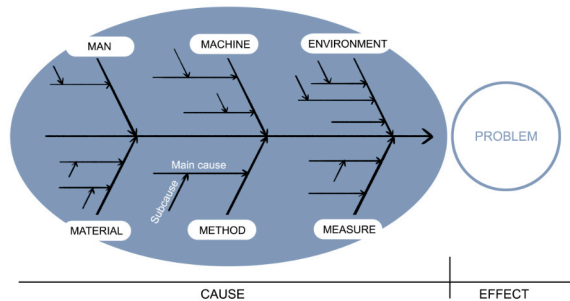 MAN
MACHINE
ENVIRONMENT
PROBLEM
Main cause
Subcause
MATERIAL
METHOD
MEASURE
CAUSE
EFFECT